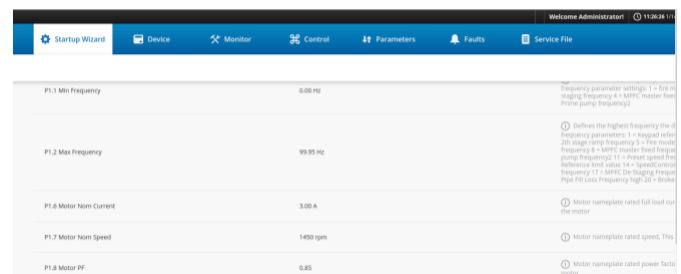 Welcome Administrator! 11:26:26 1/1
Startup Wizard Device Monitor Control Parameters Faults Service File
P1.1 Min Frequency 0.00 Hz
frequency parameter settings: 1 = fire m
staging frequency 4 = MPFC master fixed
Prime pump frequency2
P1.2 Max Frequency 99.95 Hz
Defines the highest frequency the d
frequency parameters: 1 = Keypad refer
2th stage ramp frequency 5 = Fire mode
frequency 8 = MPFC master fixed freque
pump frequency2 11 = Preset speed fre
Reference limit value 14 = SpeedControl
frequency 17 = MPFC De-Staging Freque
Pipe Fill Loss Frequency high 20 = Broke
P1.6 Motor Nom Current 3.00 A
Motor nameplate rated full load cur
the motor
P1.7 Motor Nom Speed 1450 rpm
Motor nameplate rated speed, This
P1.8 Motor PF 0.85
Motor nameplate rated power facto
motor